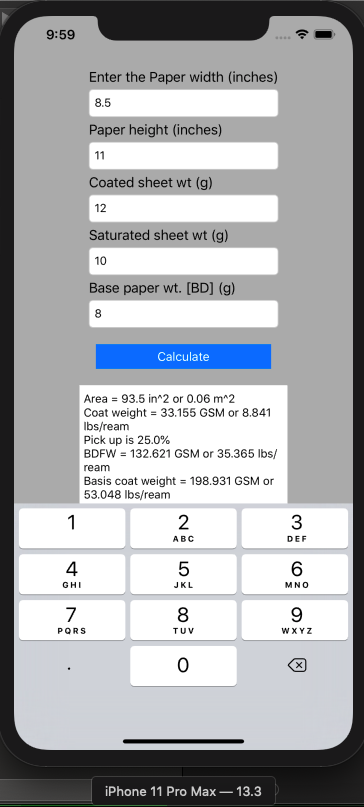 9:59
Enter the Paper width (inches)
8.5
Paper height (inches)
11
Coated sheet wt (g)
12
Saturated sheet wt (g)
10
Base paper wt. [BD] (g)
8
Calculate
Area = 93.5 in^2 or 0.06 m^2
Coat weight = 33.155 GSM or 8.841
lbs/ream
Pick up is 25.0%
BDFW = 132.621 GSM or 35.365 lbs/
ream
Basis coat weight = 198.931 GSM or
53.048 lbs/ream
1 2 3
ABC DEF
4 5 6
GHI JKL MNO
7 8 9
PQRS TUV WXYZ
. 0
iPhone 11 Pro Max — 13.3